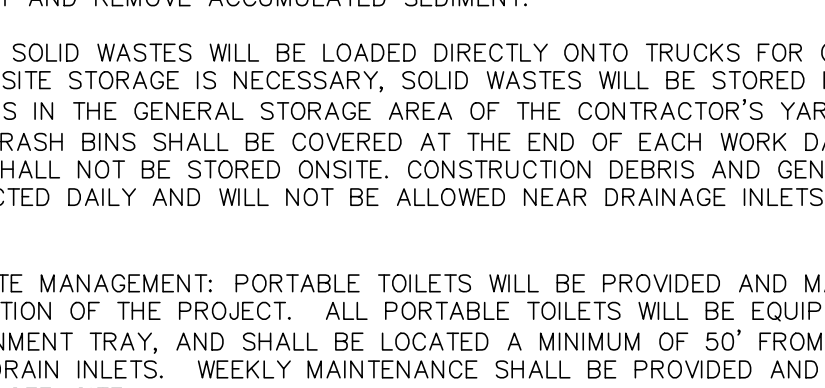 AND REMOVE ACCUMULATED SEDIMENT.
SOLID WASTES WILL BE LOADED DIRECTLY ONTO TRUCKS FOR
SITE STORAGE IS NECESSARY, SOLID WASTES WILL BE STORED
S IN THE GENERAL STORAGE AREA OF THE CONTRACTOR'S YAR
RASH BINS SHALL BE COVERED AT THE END OF EACH WORK DA
HALL NOT BE STORED ONSITE. CONSTRUCTION DEBRIS AND GEN
CTED DAILY AND WILL NOT BE ALLOWED NEAR DRAINAGE INLETS
TE MANAGEMENT: PORTABLE TOILETS WILL BE PROVIDED AND MA
TION OF THE PROJECT. ALL PORTABLE TOILETS WILL BE EQUIP
NMENT TRAY, AND SHALL BE LOCATED A MINIMUM OF 50' FROM
DRAIN INLETS. WEEKLY MAINTENANCE SHALL BE PROVIDED AND